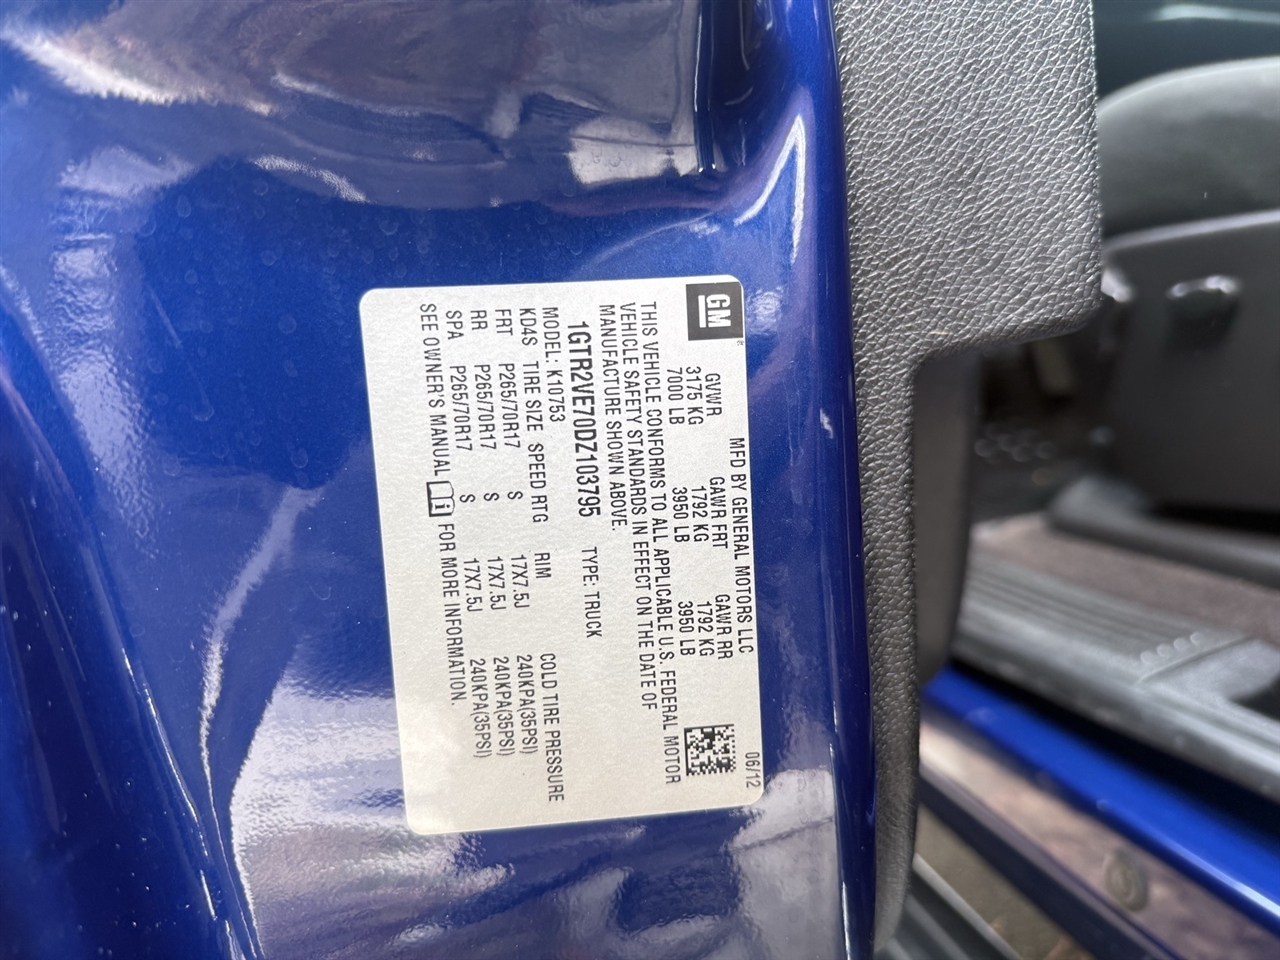 MFD BY GENERAL MOTORS LLC 06/12
GM
GVWR GAWR FRT GAWR RR
3175 KG 1792 KG 1792 KG
7000 LB 3950 LB 3950 LB
THIS VEHICLE CONFORMS TO ALL APPLICABLE U.S. FEDERAL MOTOR
VEHICLE SAFETY STANDARDS IN EFFECT ON THE DATE OF
MANUFACTURE SHOWN ABOVE.
1GTR2VE70DZ103795 TYPE: TRUCK
MODEL: K10753
KD4S TIRE SIZE SPEED RTG RIM COLD TIRE PRESSURE
FRT P265/70R17 S 17X7.5J 240KPA(35PSI)
RR P265/70R17 S 17X7.5J 240KPA(35PSI)
SPA P265/70R17 S 17X7.5J 240KPA(35PSI)
SEE OWNER'S MANUAL FOR MORE INFORMATION.